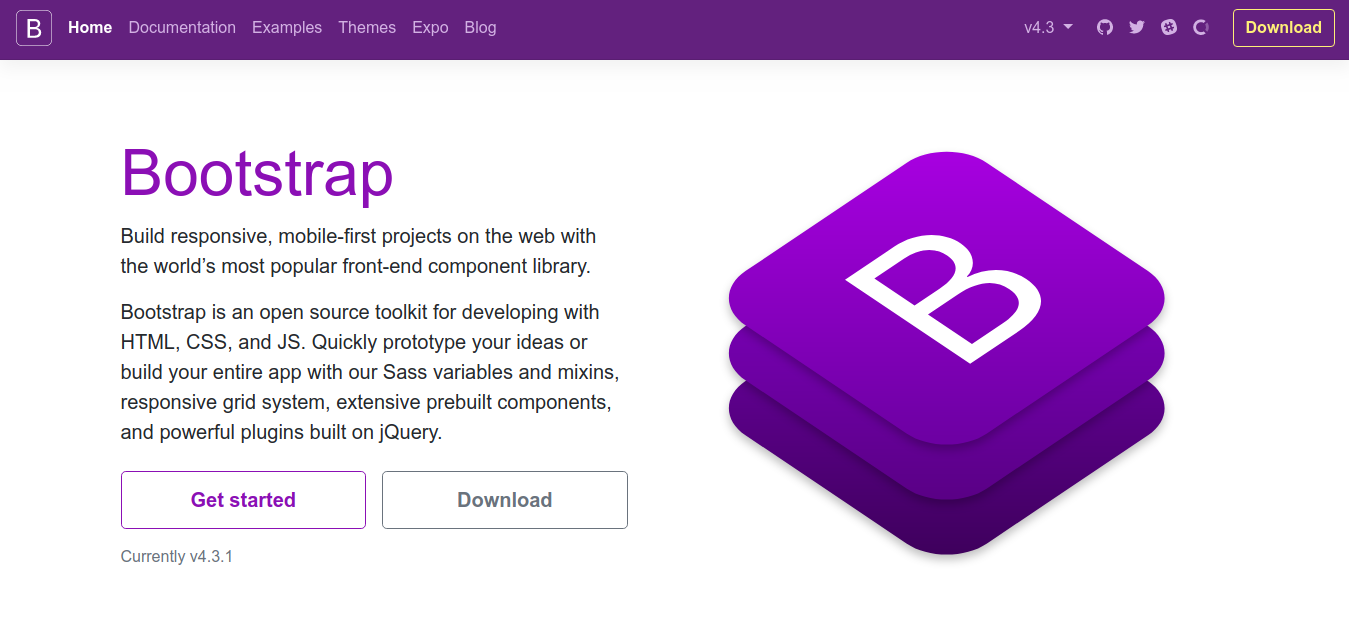 B Home Documentation Examples Themes Expo Blog v4.3 Download
Bootstrap
Build responsive, mobile-first projects on the web with
the world’s most popular front-end component library.
Bootstrap is an open source toolkit for developing with
HTML, CSS, and JS. Quickly prototype your ideas or
build your entire app with our Sass variables and mixins,
responsive grid system, extensive prebuilt components,
and powerful plugins built on jQuery.
Get started Download
Currently v4.3.1
B